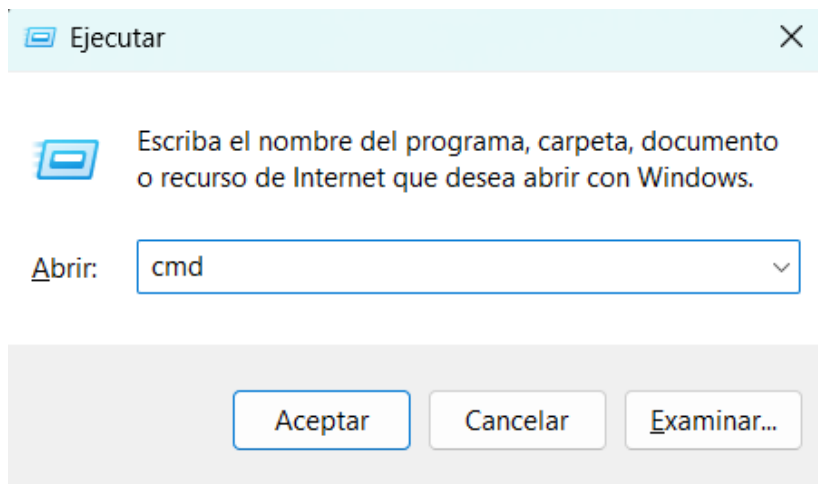 Ejecutar
Escriba el nombre del programa, carpeta, documento
o recurso de Internet que desea abrir con Windows.
Abrir: cmd
Aceptar Cancelar Examinar...